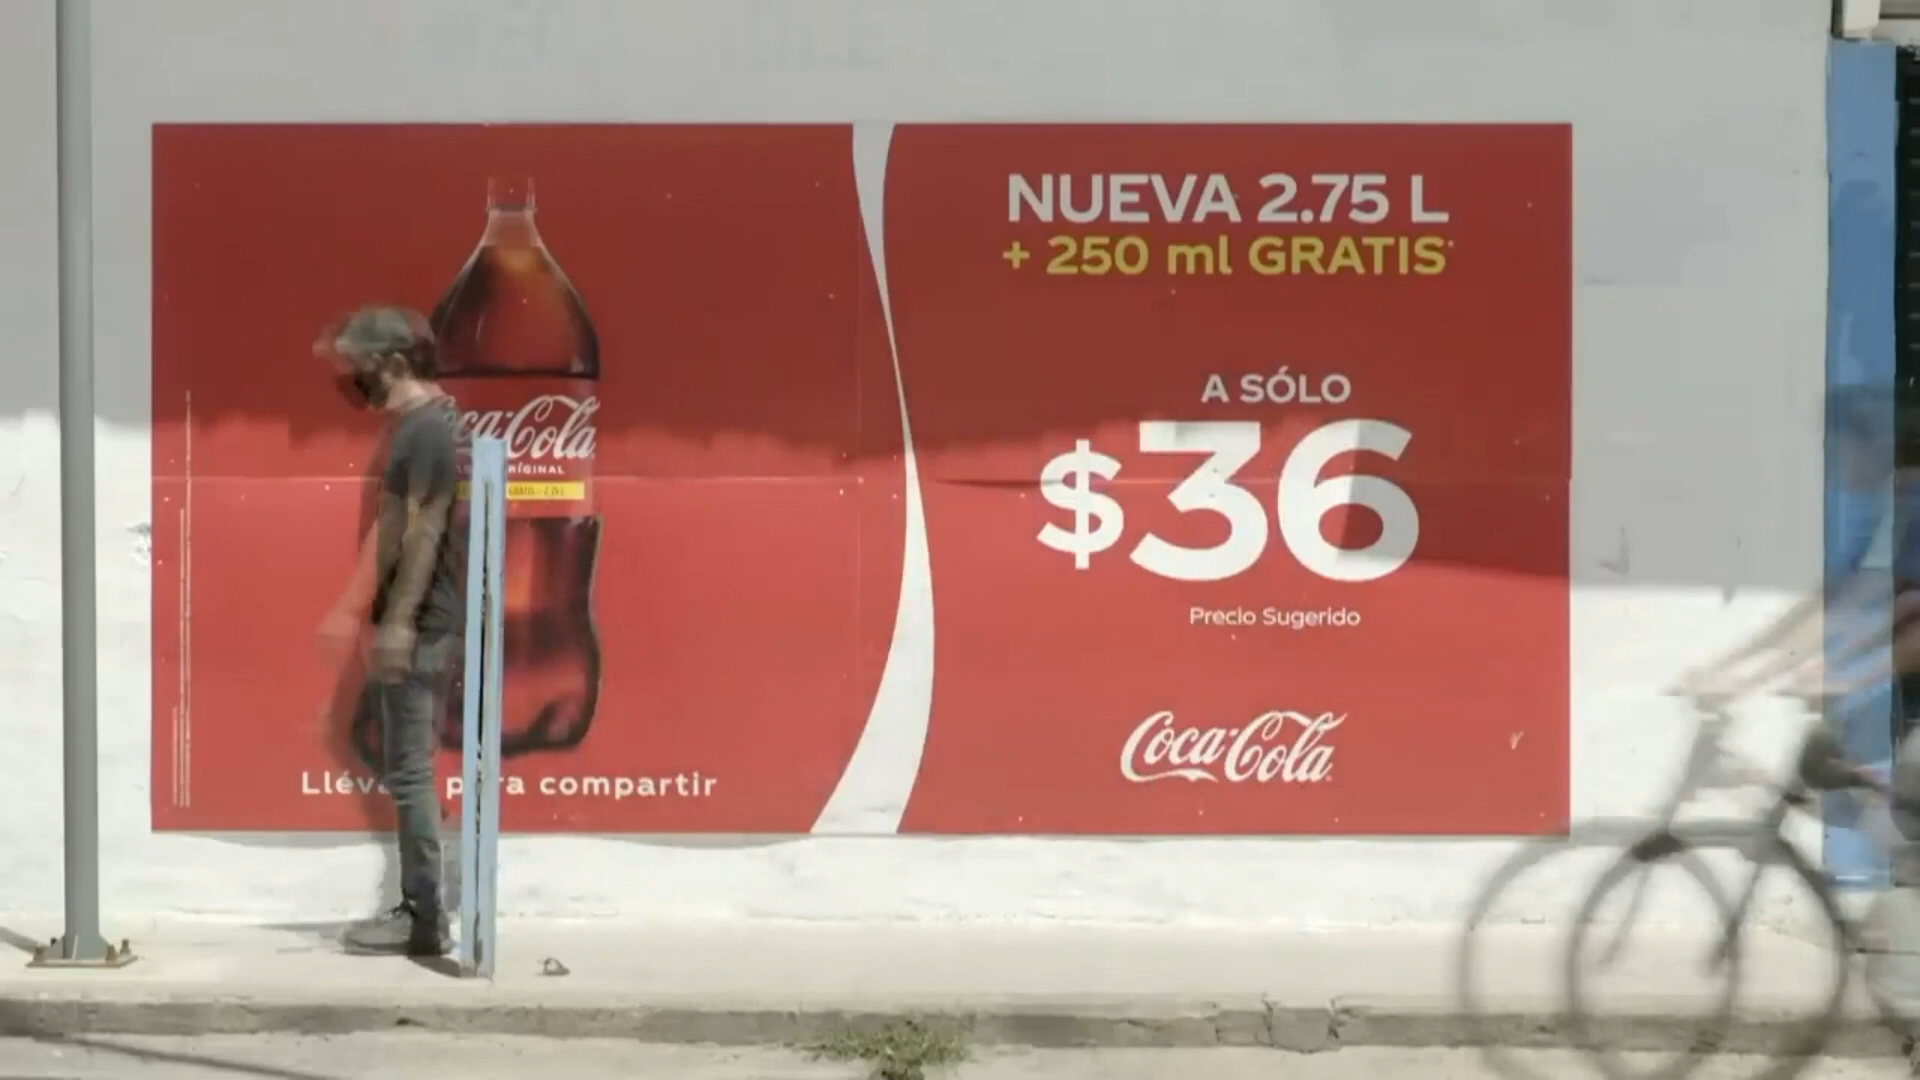 NUEVA 2.75 L
+ 250 ml GRATIS*
A SÓLO
$36
Precio Sugerido
Coca-Cola
Coca-Cola
compartir